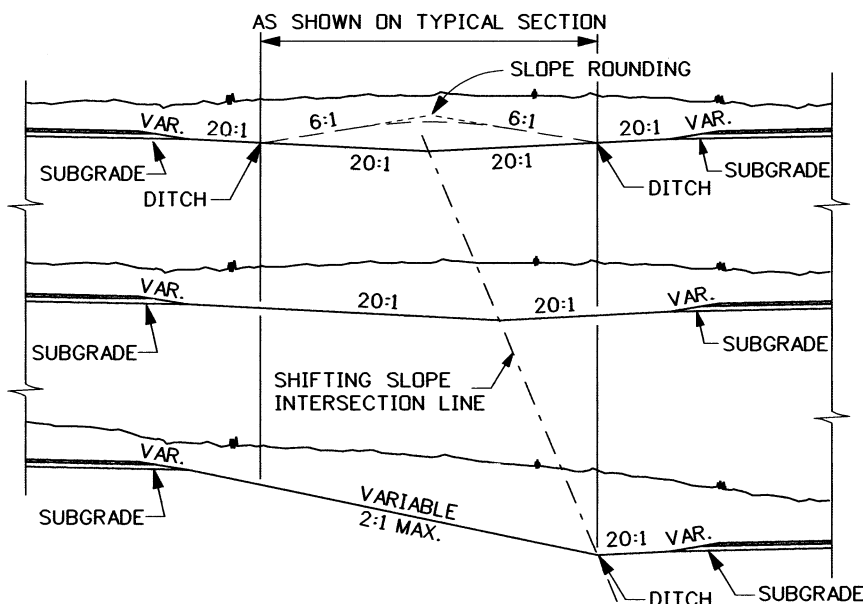 AS SHOWN ON TYPICAL SECTION
SLOPE ROUNDING
VAR.
20:1
6:1
6:1
20:1
VAR.
SUBGRADE
20:1
20:1
SUBGRADE
DITCH
DITCH
VAR.
20:1
20:1
VAR.
SUBGRADE
SUBGRADE
SHIFTING SLOPE
INTERSECTION LINE
VAR.
VARIABLE
2:1 MAX.
SUBGRADE
20:1
VAR.
DITCH
SUBGRADE